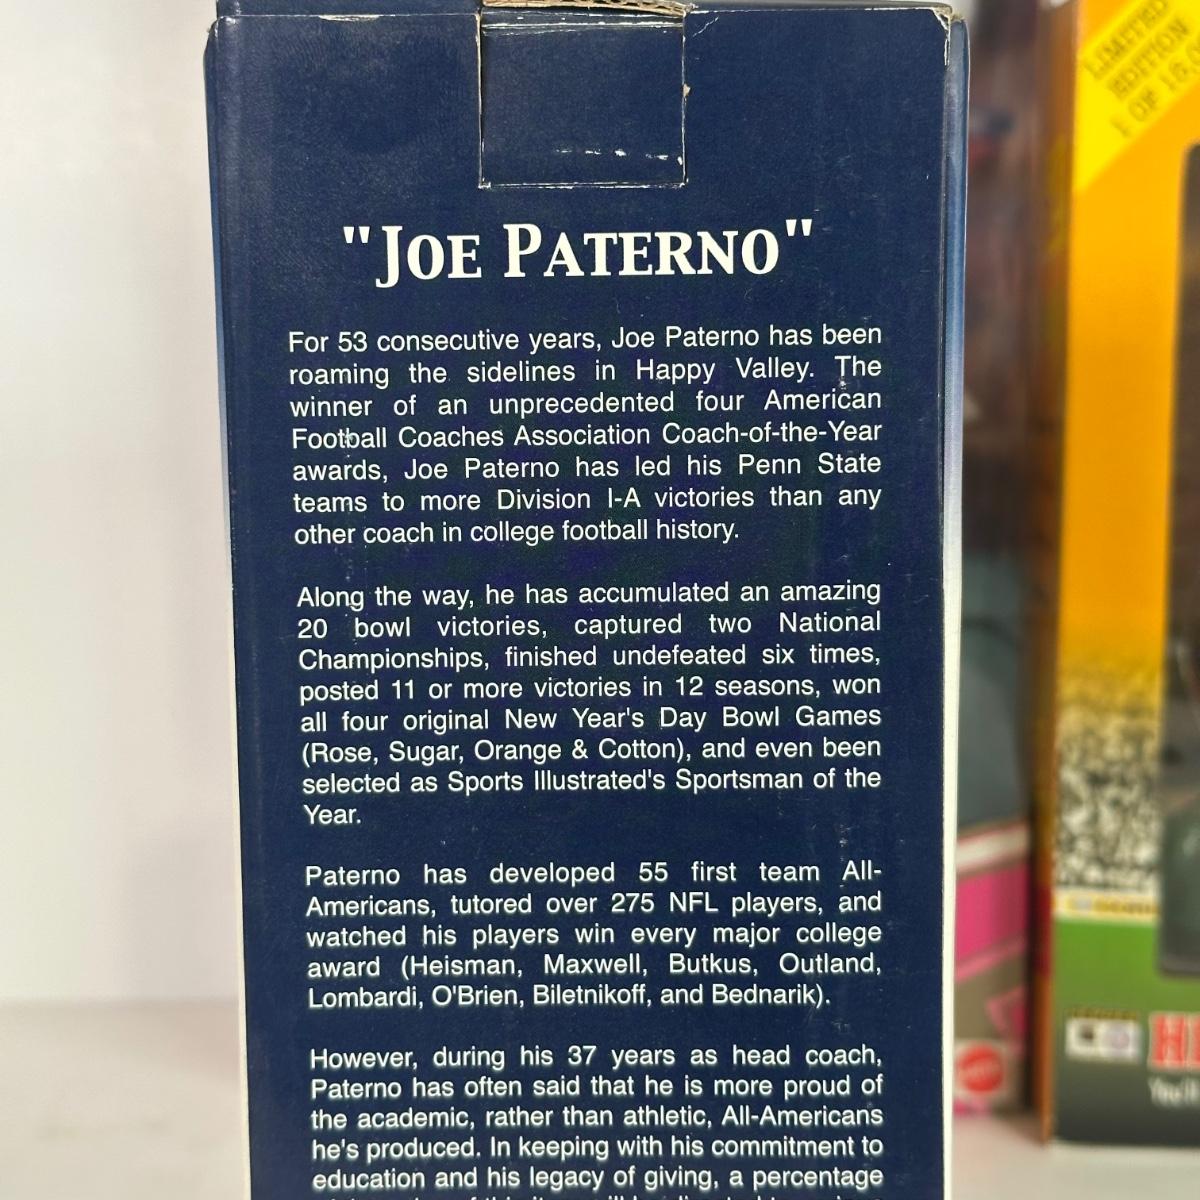 "JOE PATERNO"
For 53 consecutive years, Joe Paterno has been
roaming the sidelines in Happy Valley. The
winner of an unprecedented four American
Football Coaches Association Coach-of-the-Year
awards, Joe Paterno has led his Penn State
teams to more Division I-A victories than any
other coach in college football history.
Along the way, he has accumulated an amazing
20 bowl victories, captured two National
Championships, finished undefeated six times,
posted 11 or more victories in 12 seasons, won
all four original New Year's Day Bowl Games
(Rose, Sugar, Orange & Cotton), and even been
selected as Sports Illustrated's Sportsman of the
Year.
Paterno has developed 55 first team All-
Americans, tutored over 275 NFL players, and
watched his players win every major college
award (Heisman, Maxwell, Butkus, Outland,
Lombardi, O'Brien, Biletnikoff, and Bednarik).
However, during his 37 years as head coach,
Paterno has often said that he is more proud of
the academic, rather than athletic, All-Americans
he's produced. In keeping with his commitment to
education and his legacy of giving, a percentage
LIMITED
EDITION
1 OF